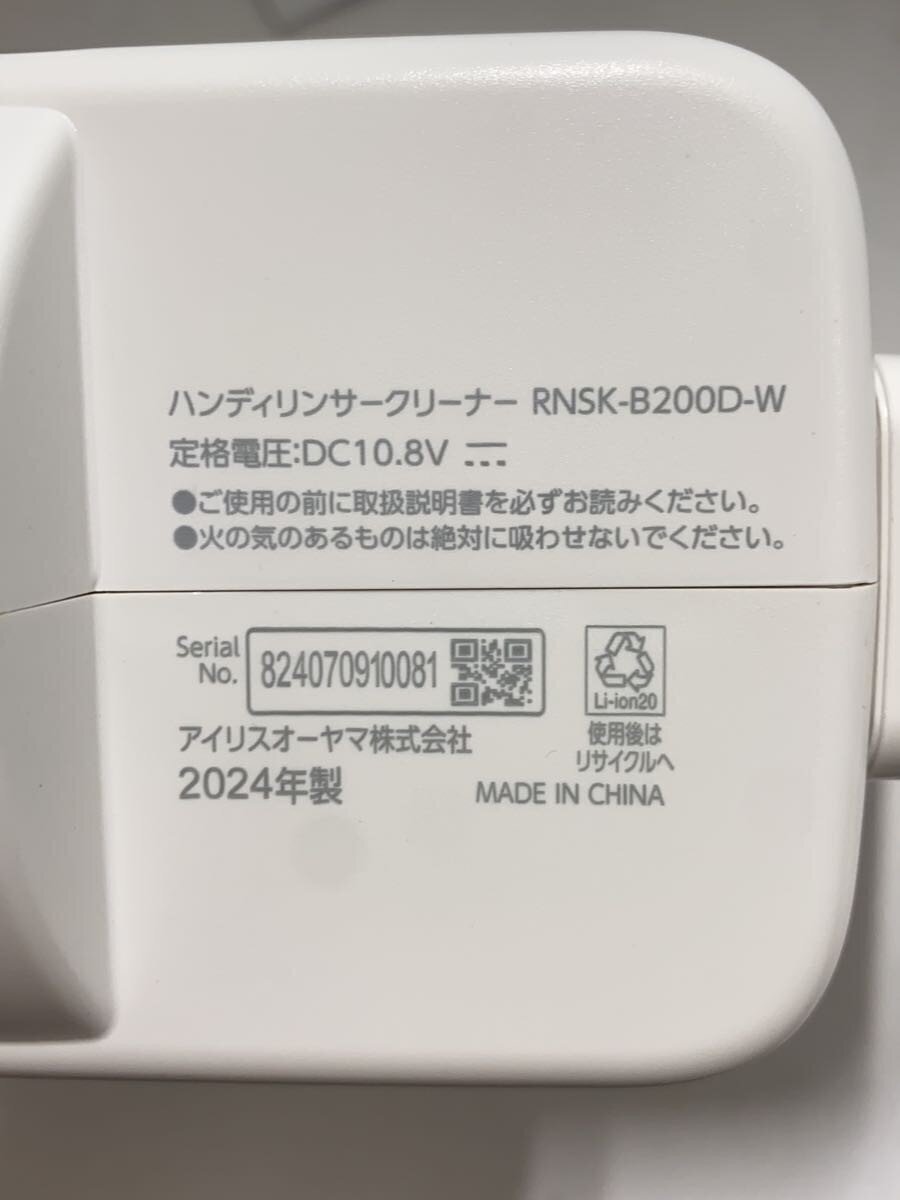 ハンディリンサークリーナー RNSK-B200D-W
定格電圧:DC10.8V
●ご使用の前に取扱説明書を必ずお読みください。
●火の気のあるものは絶対に吸わせないでください。
Serial No. 824070910081
Li-ion20
アイリスオーヤマ株式会社
使用後は
リサイクルへ
2024年製
MADE IN CHINA